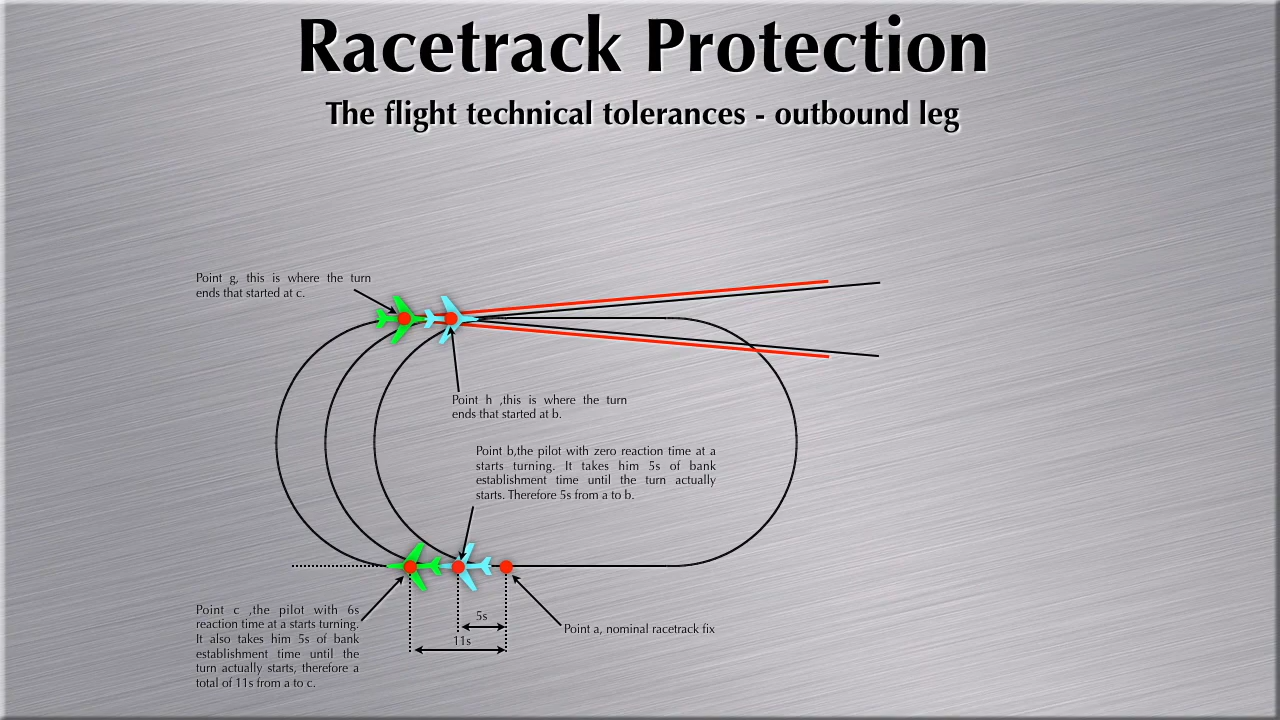 Racetrack Protection
The flight technical tolerances - outbound leg
Point g, this is where the turn
ends that started at c.
Point h ,this is where the turn
ends that started at b.
Point b,the pilot with zero reaction time at a
starts turning. It takes him 5s of bank
establishment time until the turn actually
starts. Therefore 5s from a to b.
Point c ,the pilot with 6s
reaction time at a starts turning.
It also takes him 5s of bank
establishment time until the
turn actually starts, therefore a
total of 11s from a to c.
5s
11s
Point a, nominal racetrack fix